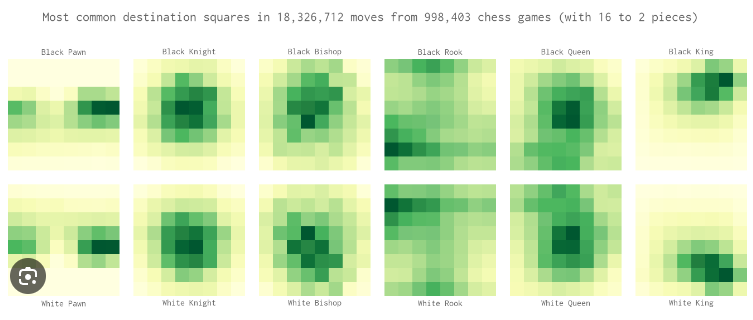 Most common destination squares in 18,326,712 moves from 998,403 chess games (with 16 to 2 pieces)
Black Pawn Black Knight Black Bishop Black Rook Black Queen Black King
White Pawn White Knight White Bishop White Rook White Queen White King